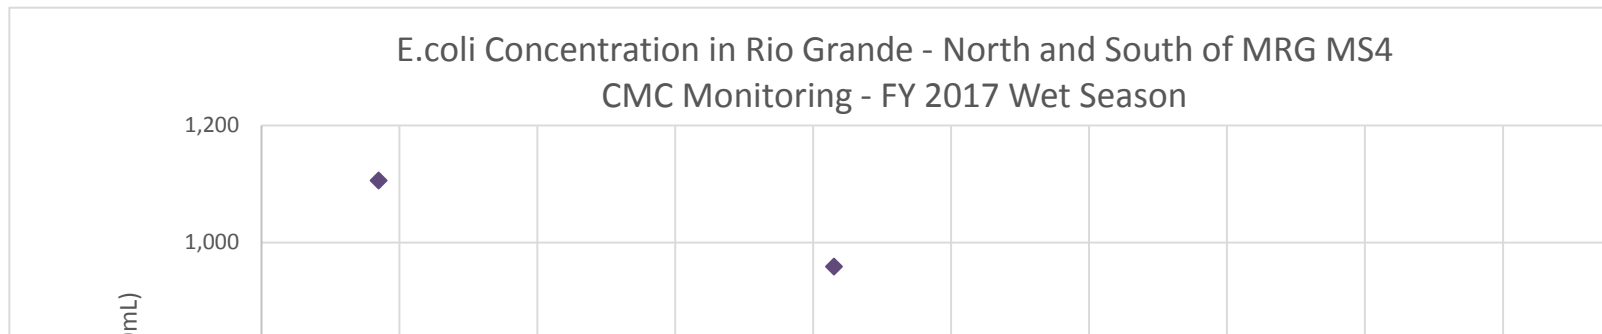 E.coli Concentration in Rio Grande - North and South of MRG MS4
CMC Monitoring - FY 2017 Wet Season
1,200
1,000
mL)